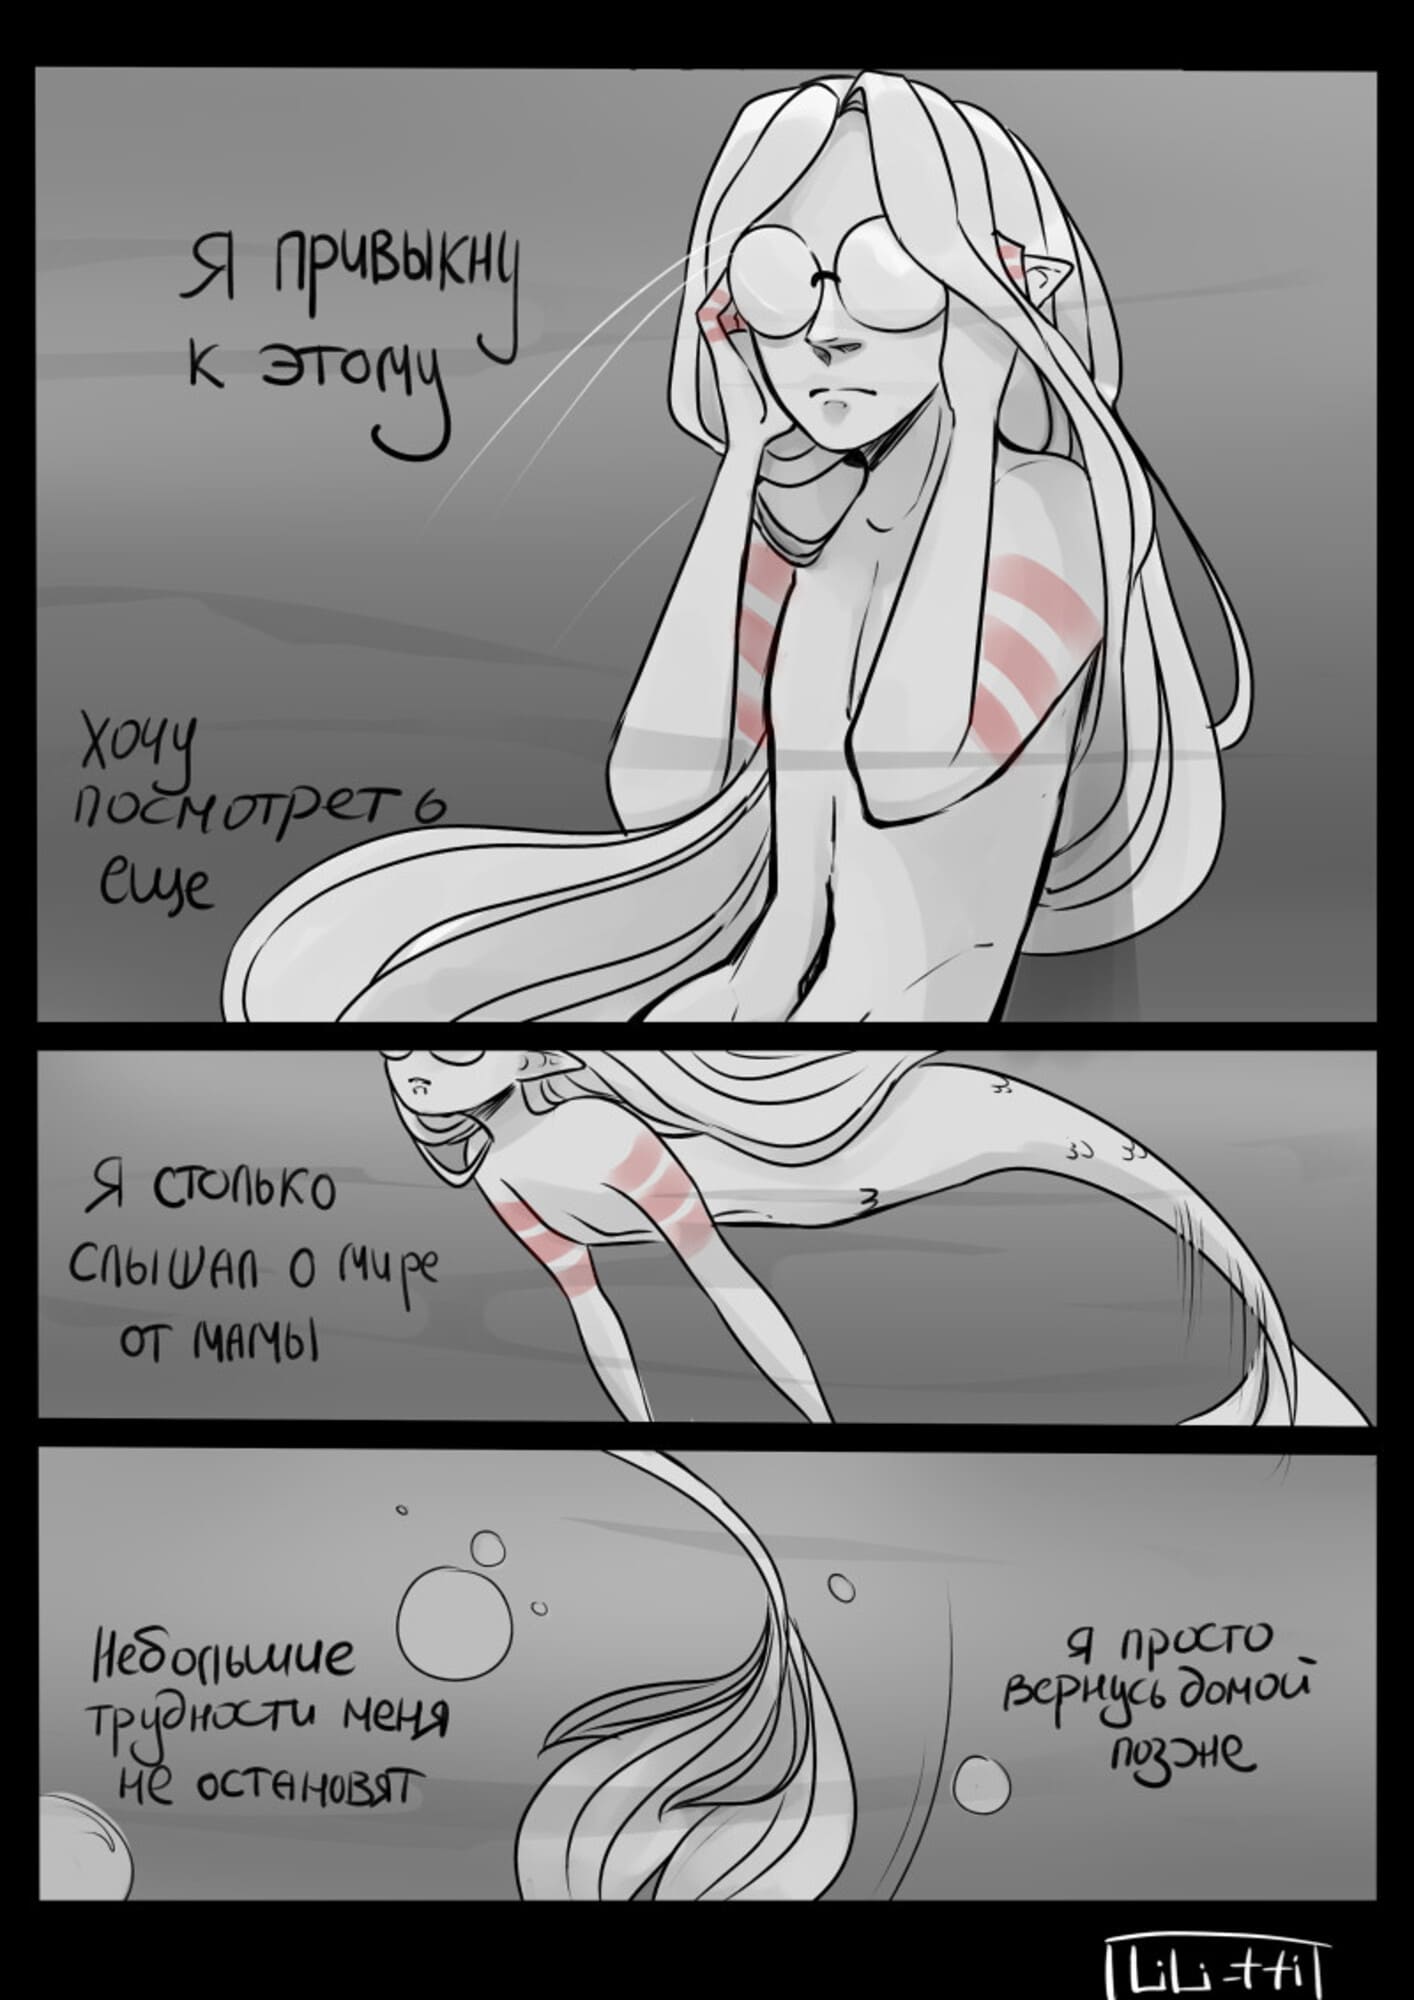 Я привыкну
к этому
Хочу
посмотреть
еще
Я столько
слышал о мире
от мамы
Небольшие
трудности меня
не остановят
Я просто
вернусь домой
позже
LiLi-tti